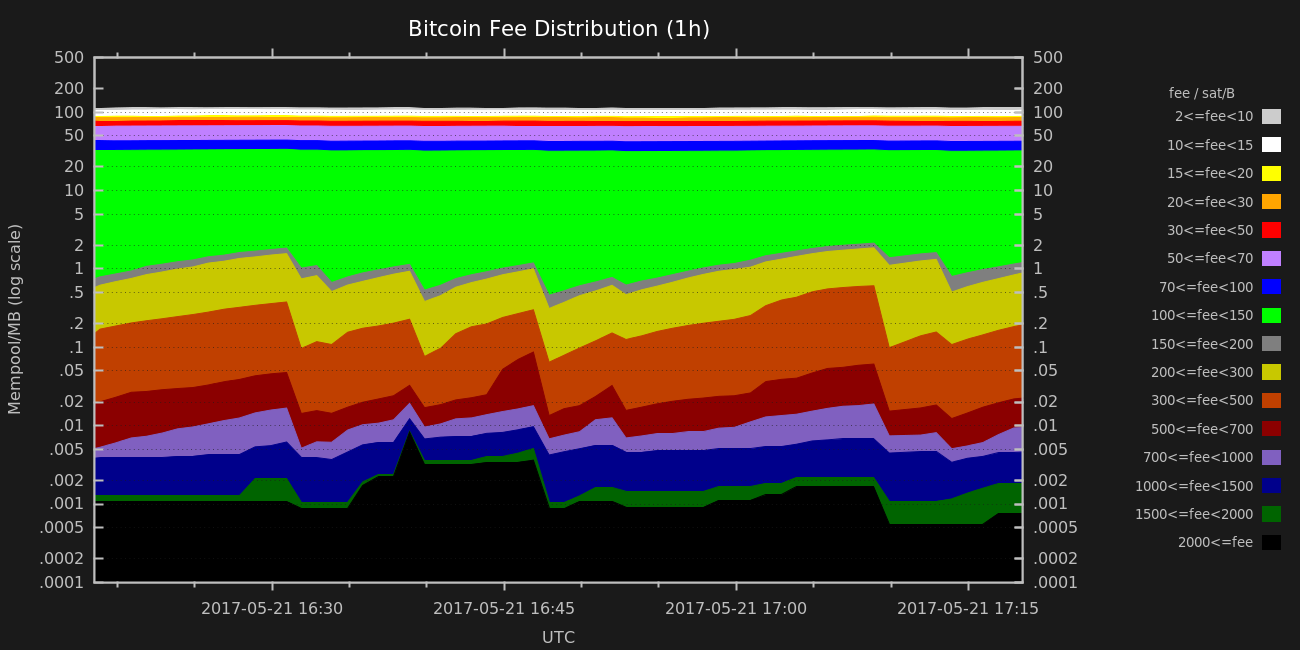 Bitcoin Fee Distribution (1h)
500
200
100
50
20
10
5
2
1
.5
.2
.1
.05
.02
.01
.005
.002
.001
.0005
.0002
.0001
Mempool/MB (log scale)
500
200
100
50
20
10
5
2
1
.5
.2
.1
.05
.02
.01
.005
.002
.001
.0005
.0002
.0001
2017-05-21 16:30 2017-05-21 16:45 2017-05-21 17:00 2017-05-21 17:15
UTC
fee / sat/B
2<=fee<10
10<=fee<15
15<=fee<20
20<=fee<30
30<=fee<50
50<=fee<70
70<=fee<100
100<=fee<150
150<=fee<200
200<=fee<300
300<=fee<500
500<=fee<700
700<=fee<1000
1000<=fee<1500
1500<=fee<2000
2000<=fee